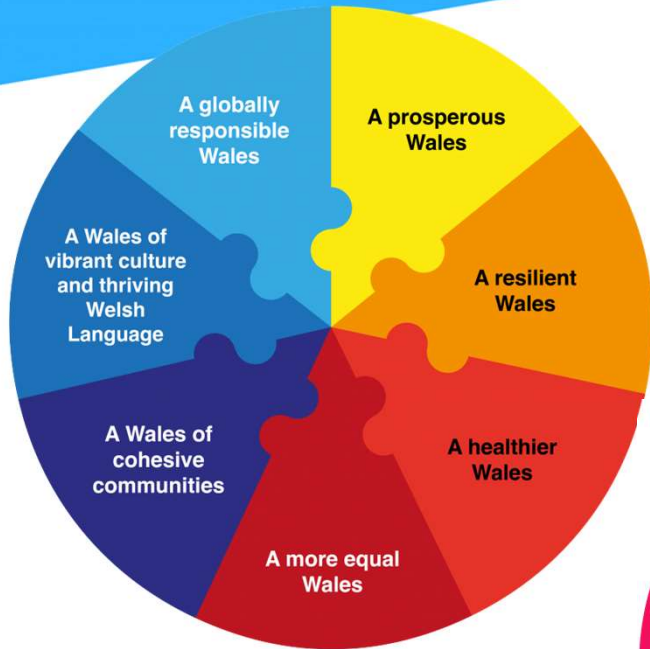 A prosperous
Wales
A resilient
Wales
A healthier
Wales
A more equal
Wales
A Wales of
cohesive
communities
A Wales of
vibrant culture
and thriving
Welsh
Language
A globally
responsible
Wales